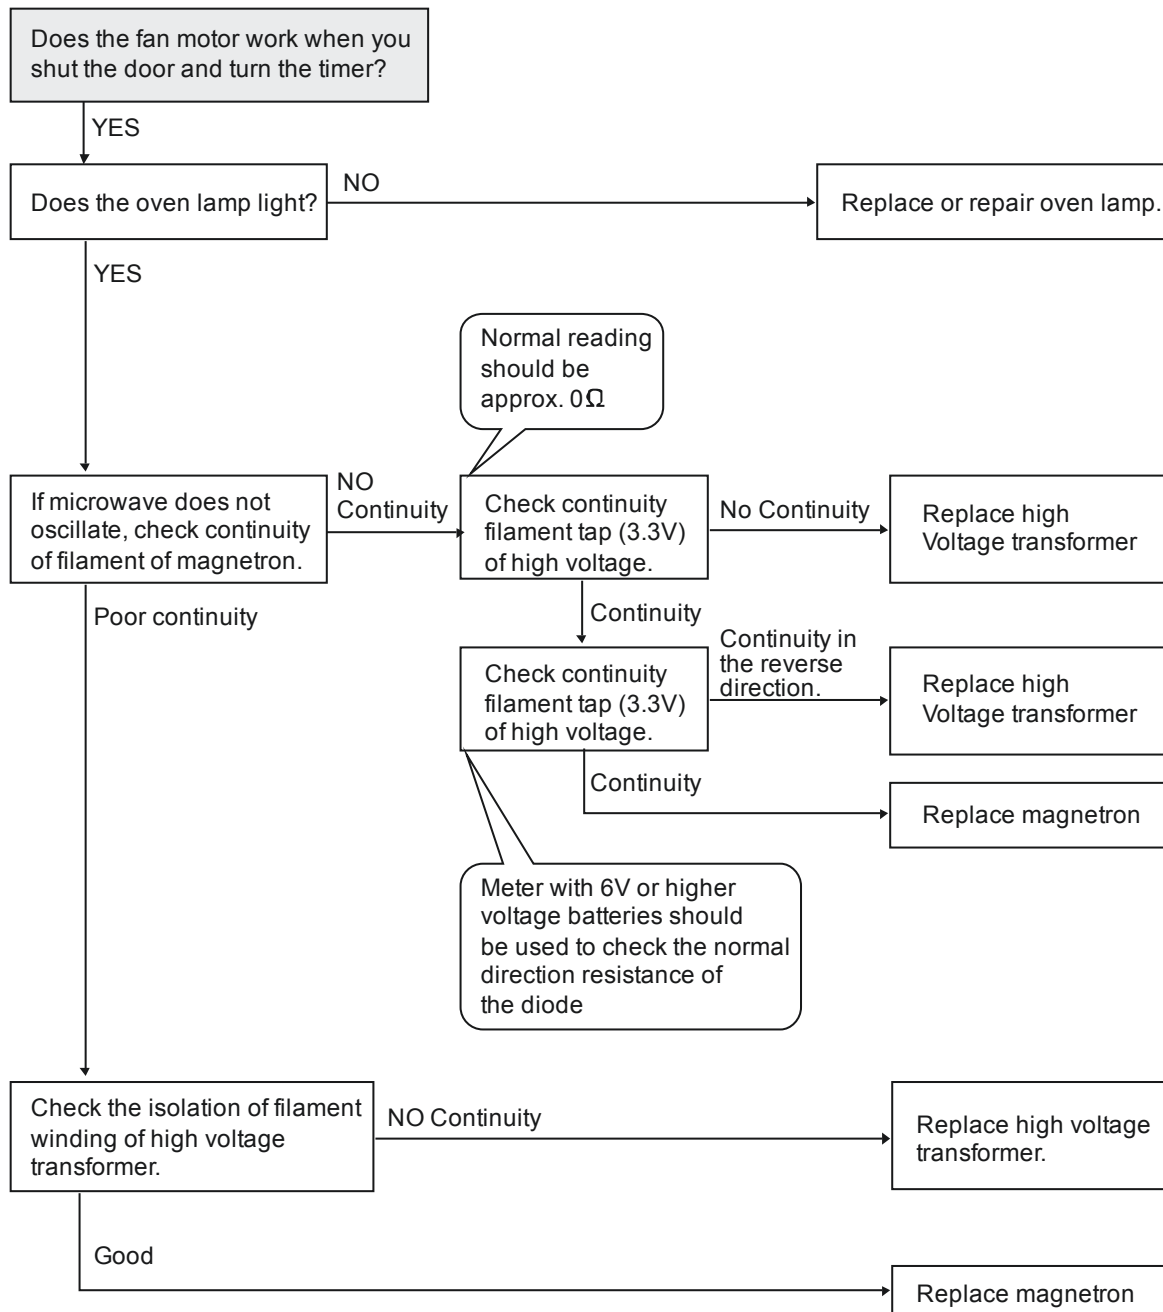 Does the fan motor work when you
shut the door and turn the timer?
YES
Does the oven lamp light?
NO
Replace or repair oven lamp.
YES
Normal reading
should be
approx. 0Ω
If microwave does not
oscillate, check continuity
of filament of magnetron.
NO
Continuity
Check continuity
filament tap (3.3V)
of high voltage.
No Continuity
Replace high
Voltage transformer
Poor continuity
Continuity
Check continuity
filament tap (3.3V)
of high voltage.
Continuity in
the reverse
direction.
Replace high
Voltage transformer
Continuity
Replace magnetron
Meter with 6V or higher
voltage batteries should
be used to check the normal
direction resistance of
the diode
Check the isolation of filament
winding of high voltage
transformer.
NO Continuity
Replace high voltage
transformer.
Good
Replace magnetron